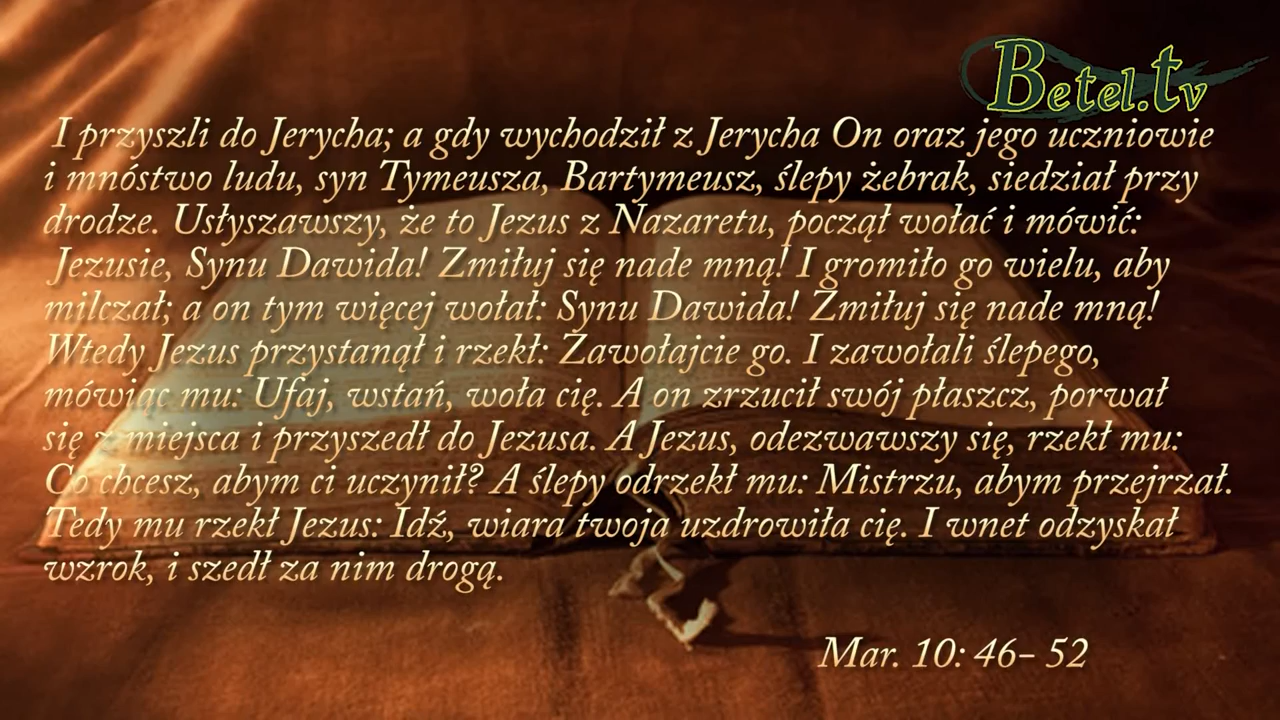 Betel.tv
I przyszli do Jerycha; a gdy wychodził z Jerycha On oraz jego uczniowie
i mnóstwo ludu, syn Tymeusza, Bartymeusz, ślepy żebrak, siedział przy
drodze. Usłyszawszy, że to Jezus z Nazaretu, począł wołać i mówić:
Jezusie, Synu Dawida! Zmiłuj się nade mną! I gromiło go wielu, aby
milczał; a on tym więcej wołał: Synu Dawida! Zmiłuj się nade mną!
Wtedy Jezus przystanął i rzekł: Zawołajcie go. I zawołali ślepego,
mówiąc mu: Ufaj, wstań, woła cię. A on zrzucił swój płaszcz, porwał
się z miejsca i przyszedł do Jezusa. A Jezus, odezwawszy się, rzekł mu:
Co chcesz, abym ci uczynił? A ślepy odrzekł mu: Mistrzu, abym przejrzał.
Tedy mu rzekł Jezus: Idź, wiara twoja uzdrowiła cię. I wnet odzyskał
wzrok, i szedł za nim drogą.
Mar. 10: 46- 52